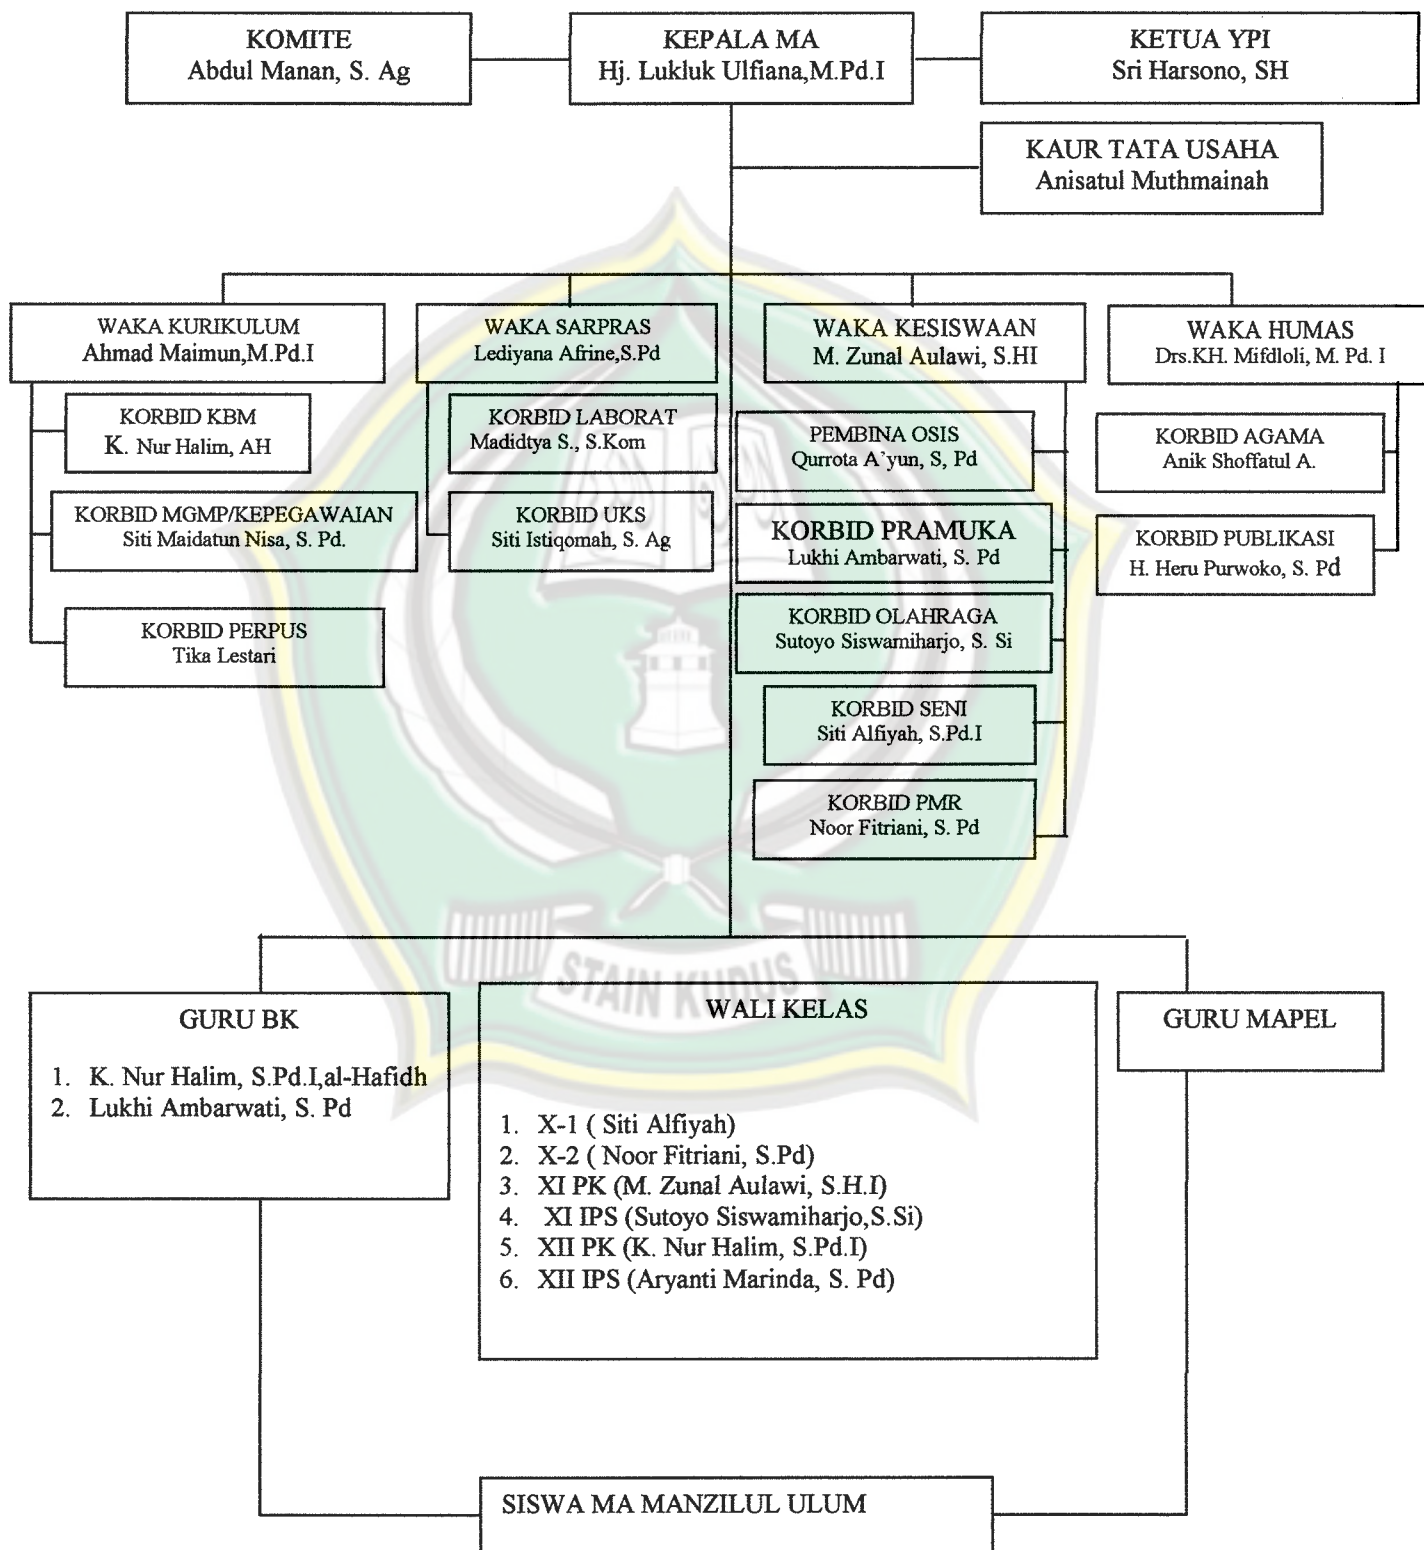 KOMITE
Abdul Manan, S. Ag
KEPALA MA
Hj. Lukluk Ulfiana,M.Pd.I
KETUA YPI
Sri Harsono, SH
KAUR TATA USAHA
Anisatul Muthmainah
WAKA KURIKULUM
Ahmad Maimun,M.Pd.I
KORBID KBM
K. Nur Halim, AH
KORBID MGMP/KEPEGAWAIAN
Siti Maidatun Nisa, S. Pd.
KORBID PERPUS
Tika Lestari
WAKA SARPRAS
Lediyana Afrine,S.Pd
KORBID LABORAT
Madidtya S., S.Kom
KORBID UKS
Siti Istiqomah, S. Ag
WAKA KESISWAAN
M. Zunal Aulawi, S.HI
PEMBINA OSIS
Qurrota A'yun, S, Pd
KORBID PRAMUKA
Lukhi Ambarwati, S. Pd
KORBID OLAHRAGA
Sutoyo Siswamiharjo, S. Si
KORBID SENI
Siti Alfiyah, S.Pd.I
KORBID PMR
Noor Fitriani, S. Pd
WAKA HUMAS
Drs.KH. Mifdloli, M. Pd. I
KORBID AGAMA
Anik Shoffatul A.
KORBID PUBLIKASI
H. Heru Purwoko, S. Pd
STAIN KUDUS
GURU BK
1. K. Nur Halim, S.Pd.I,al-Hafidh
2. Lukhi Ambarwati, S. Pd
WALI KELAS
1. X-1 ( Siti Alfiyah)
2. X-2 ( Noor Fitriani, S.Pd)
3. XI PK (M. Zunal Aulawi, S.H.I)
4. XI IPS (Sutoyo Siswamiharjo,S.Si)
5. XII PK (K. Nur Halim, S.Pd.I)
6. XII IPS (Aryanti Marinda, S. Pd)
GURU MAPEL
SISWA MA MANZILUL ULUM